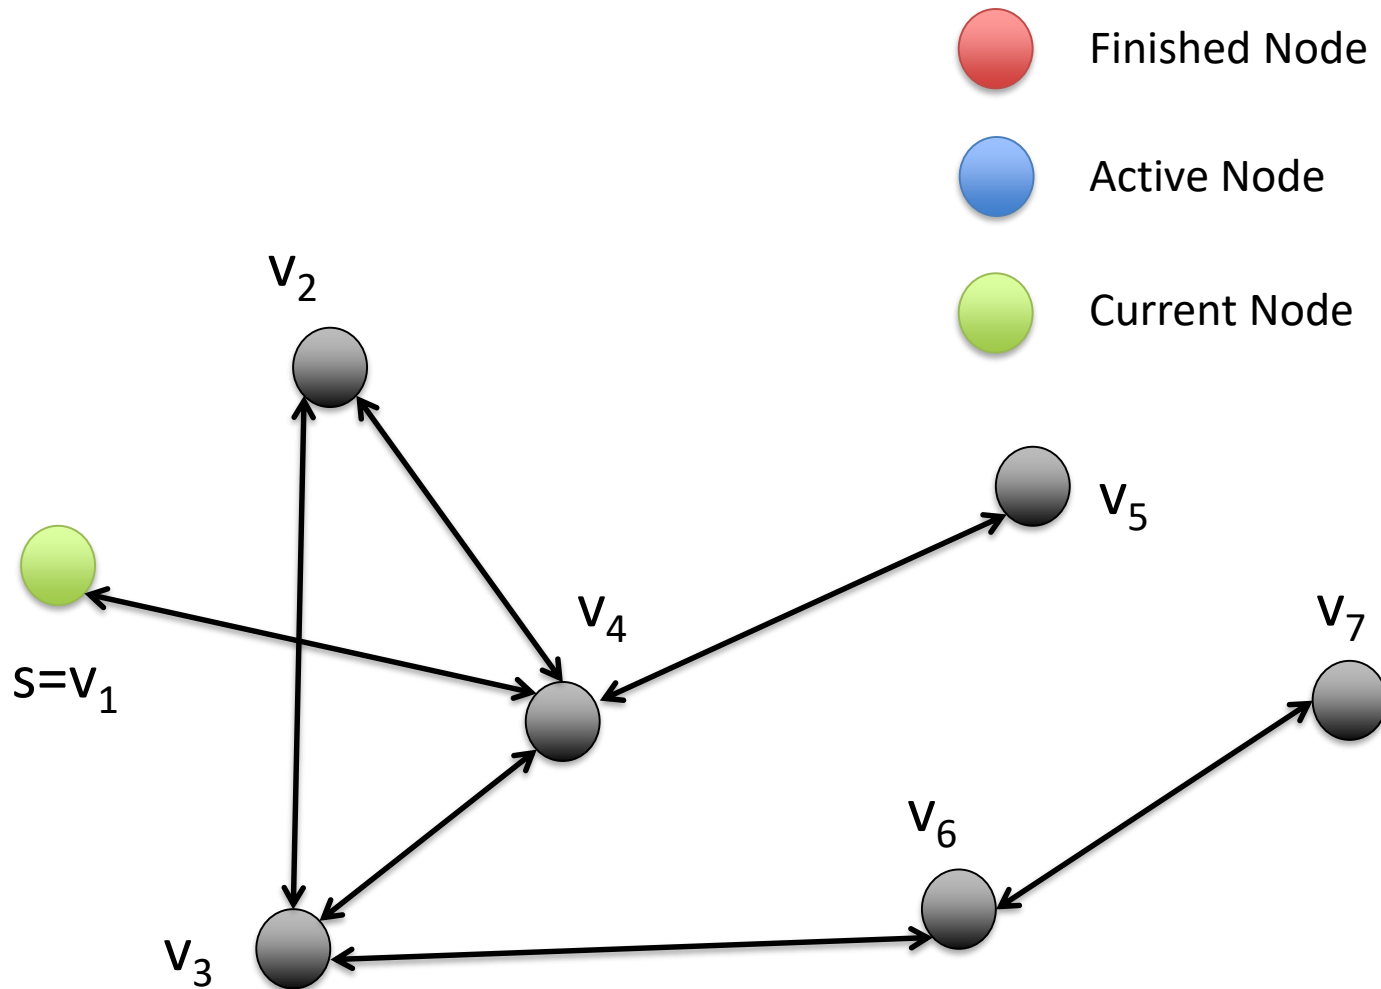 Finished Node
Active Node
Current Node
v₂
v₅
v₄
v₇
s=v₁
v₆
v₃